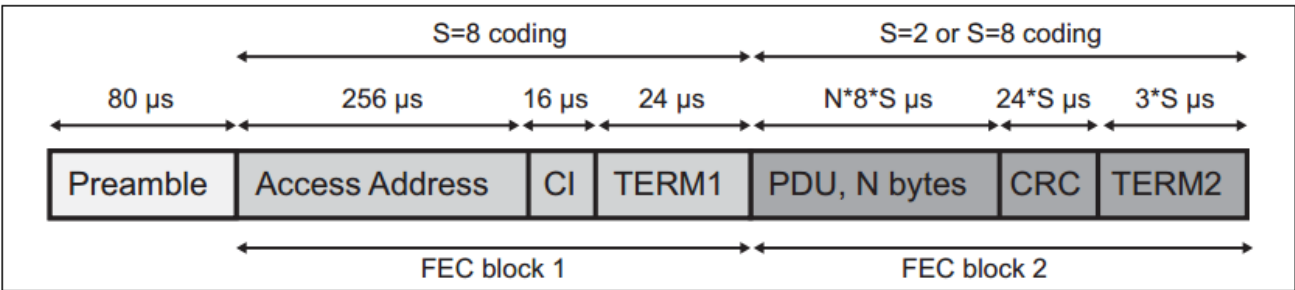 S=8 coding S=2 or S=8 coding
80 µs 256 µs 16 µs 24 µs N*8*S µs 24*S µs 3*S µs
Preamble Access Address CI TERM1 PDU, N bytes CRC TERM2
FEC block 1 FEC block 2